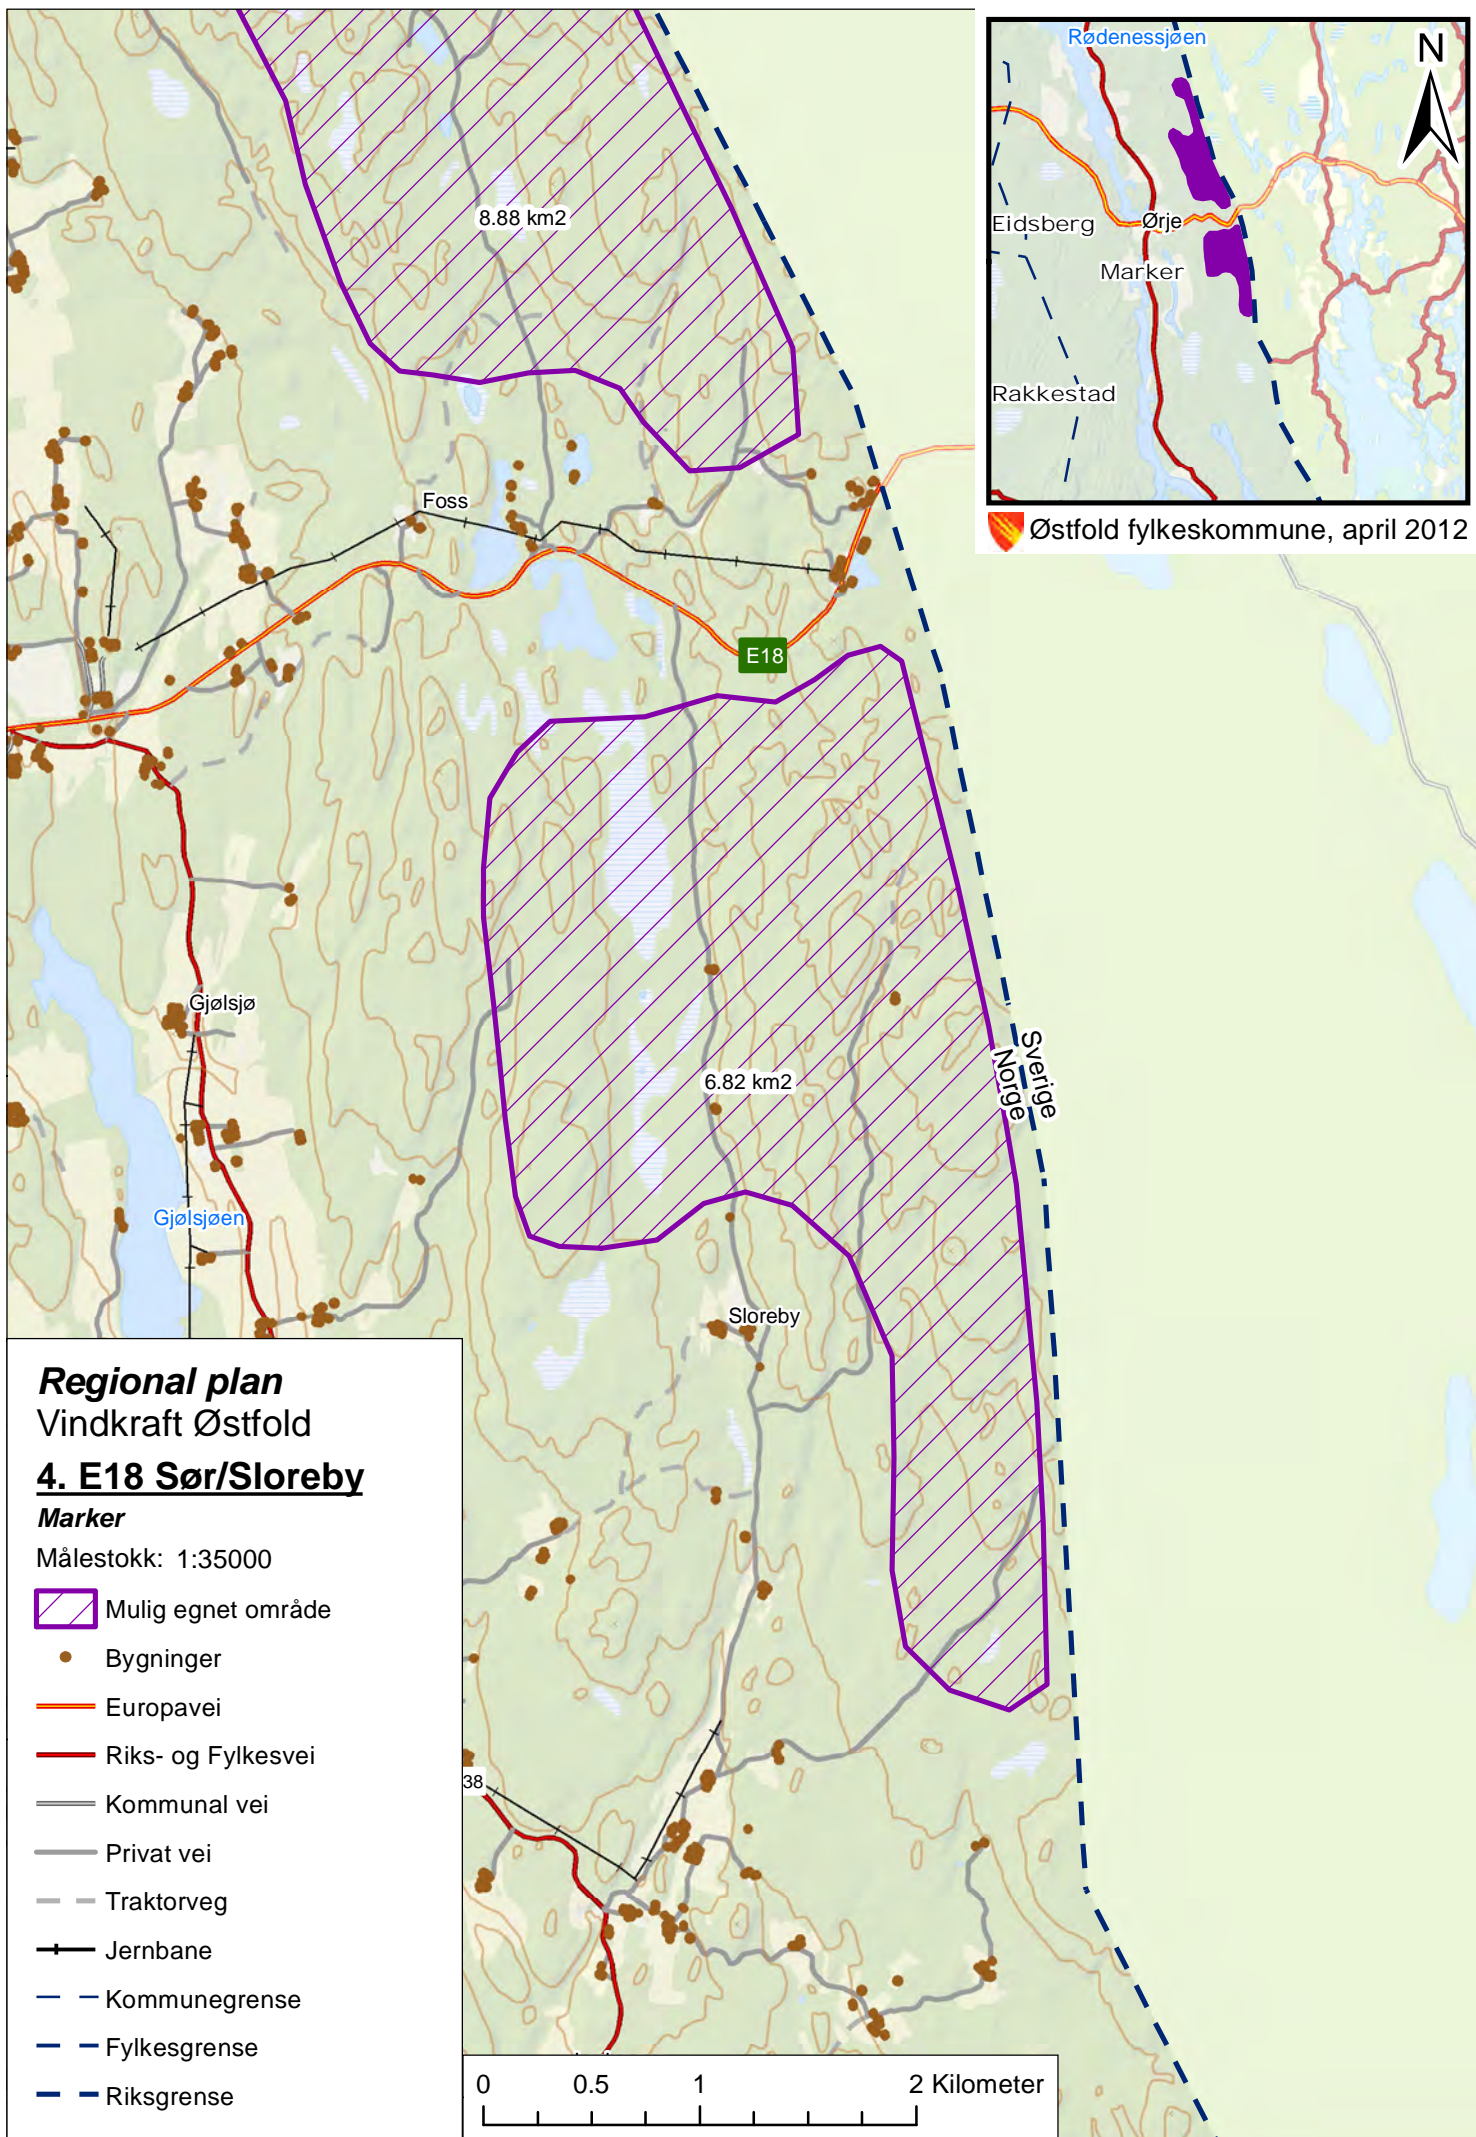 Rødenessjøen
N
Eidsberg
Ørje
Marker
Rakkestad
Østfold fylkeskommune, april 2012
8.88 km2
Foss
E18
Gjølsjø
Sverige
Norge
6.82 km2
Gjølsjøen
Sloreby
38
Regional plan
Vindkraft Østfold
4. E18 Sør/Sloreby
Marker
Målestokk: 1:35000
Mulig egnet område
Bygninger
Europavei
Riks- og Fylkesvei
Kommunal vei
Privat vei
Traktorveg
Jernbane
Kommunegrense
Fylkesgrense
Riksgrense
0 0.5 1 2 Kilometer